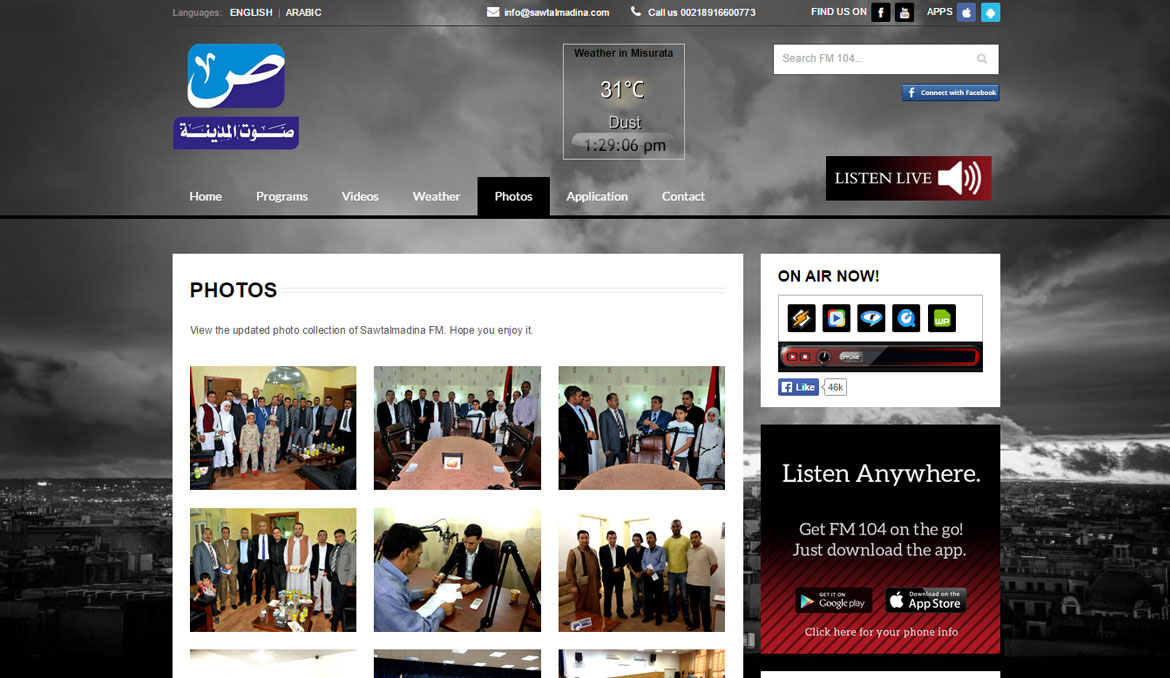 Languages: ENGLISH | ARABIC
info@sawtalmadina.com
Call us 00218916600773
FIND US ON
APPS
ص
صوت المدينة
Weather in Misurata
31°C
Dust
1:29:06 pm
Search FM 104...
Connect with Facebook
LISTEN LIVE
Home
Programs
Videos
Weather
Photos
Application
Contact
PHOTOS
View the updated photo collection of Sawtalmadina FM. Hope you enjoy it.
ON AIR NOW!
WP
OFFLINE
Like
46k
Listen Anywhere.
Get FM 104 on the go!
Just download the app.
GET IT ON
Google play
Download on the
App Store
Click here for your phone info